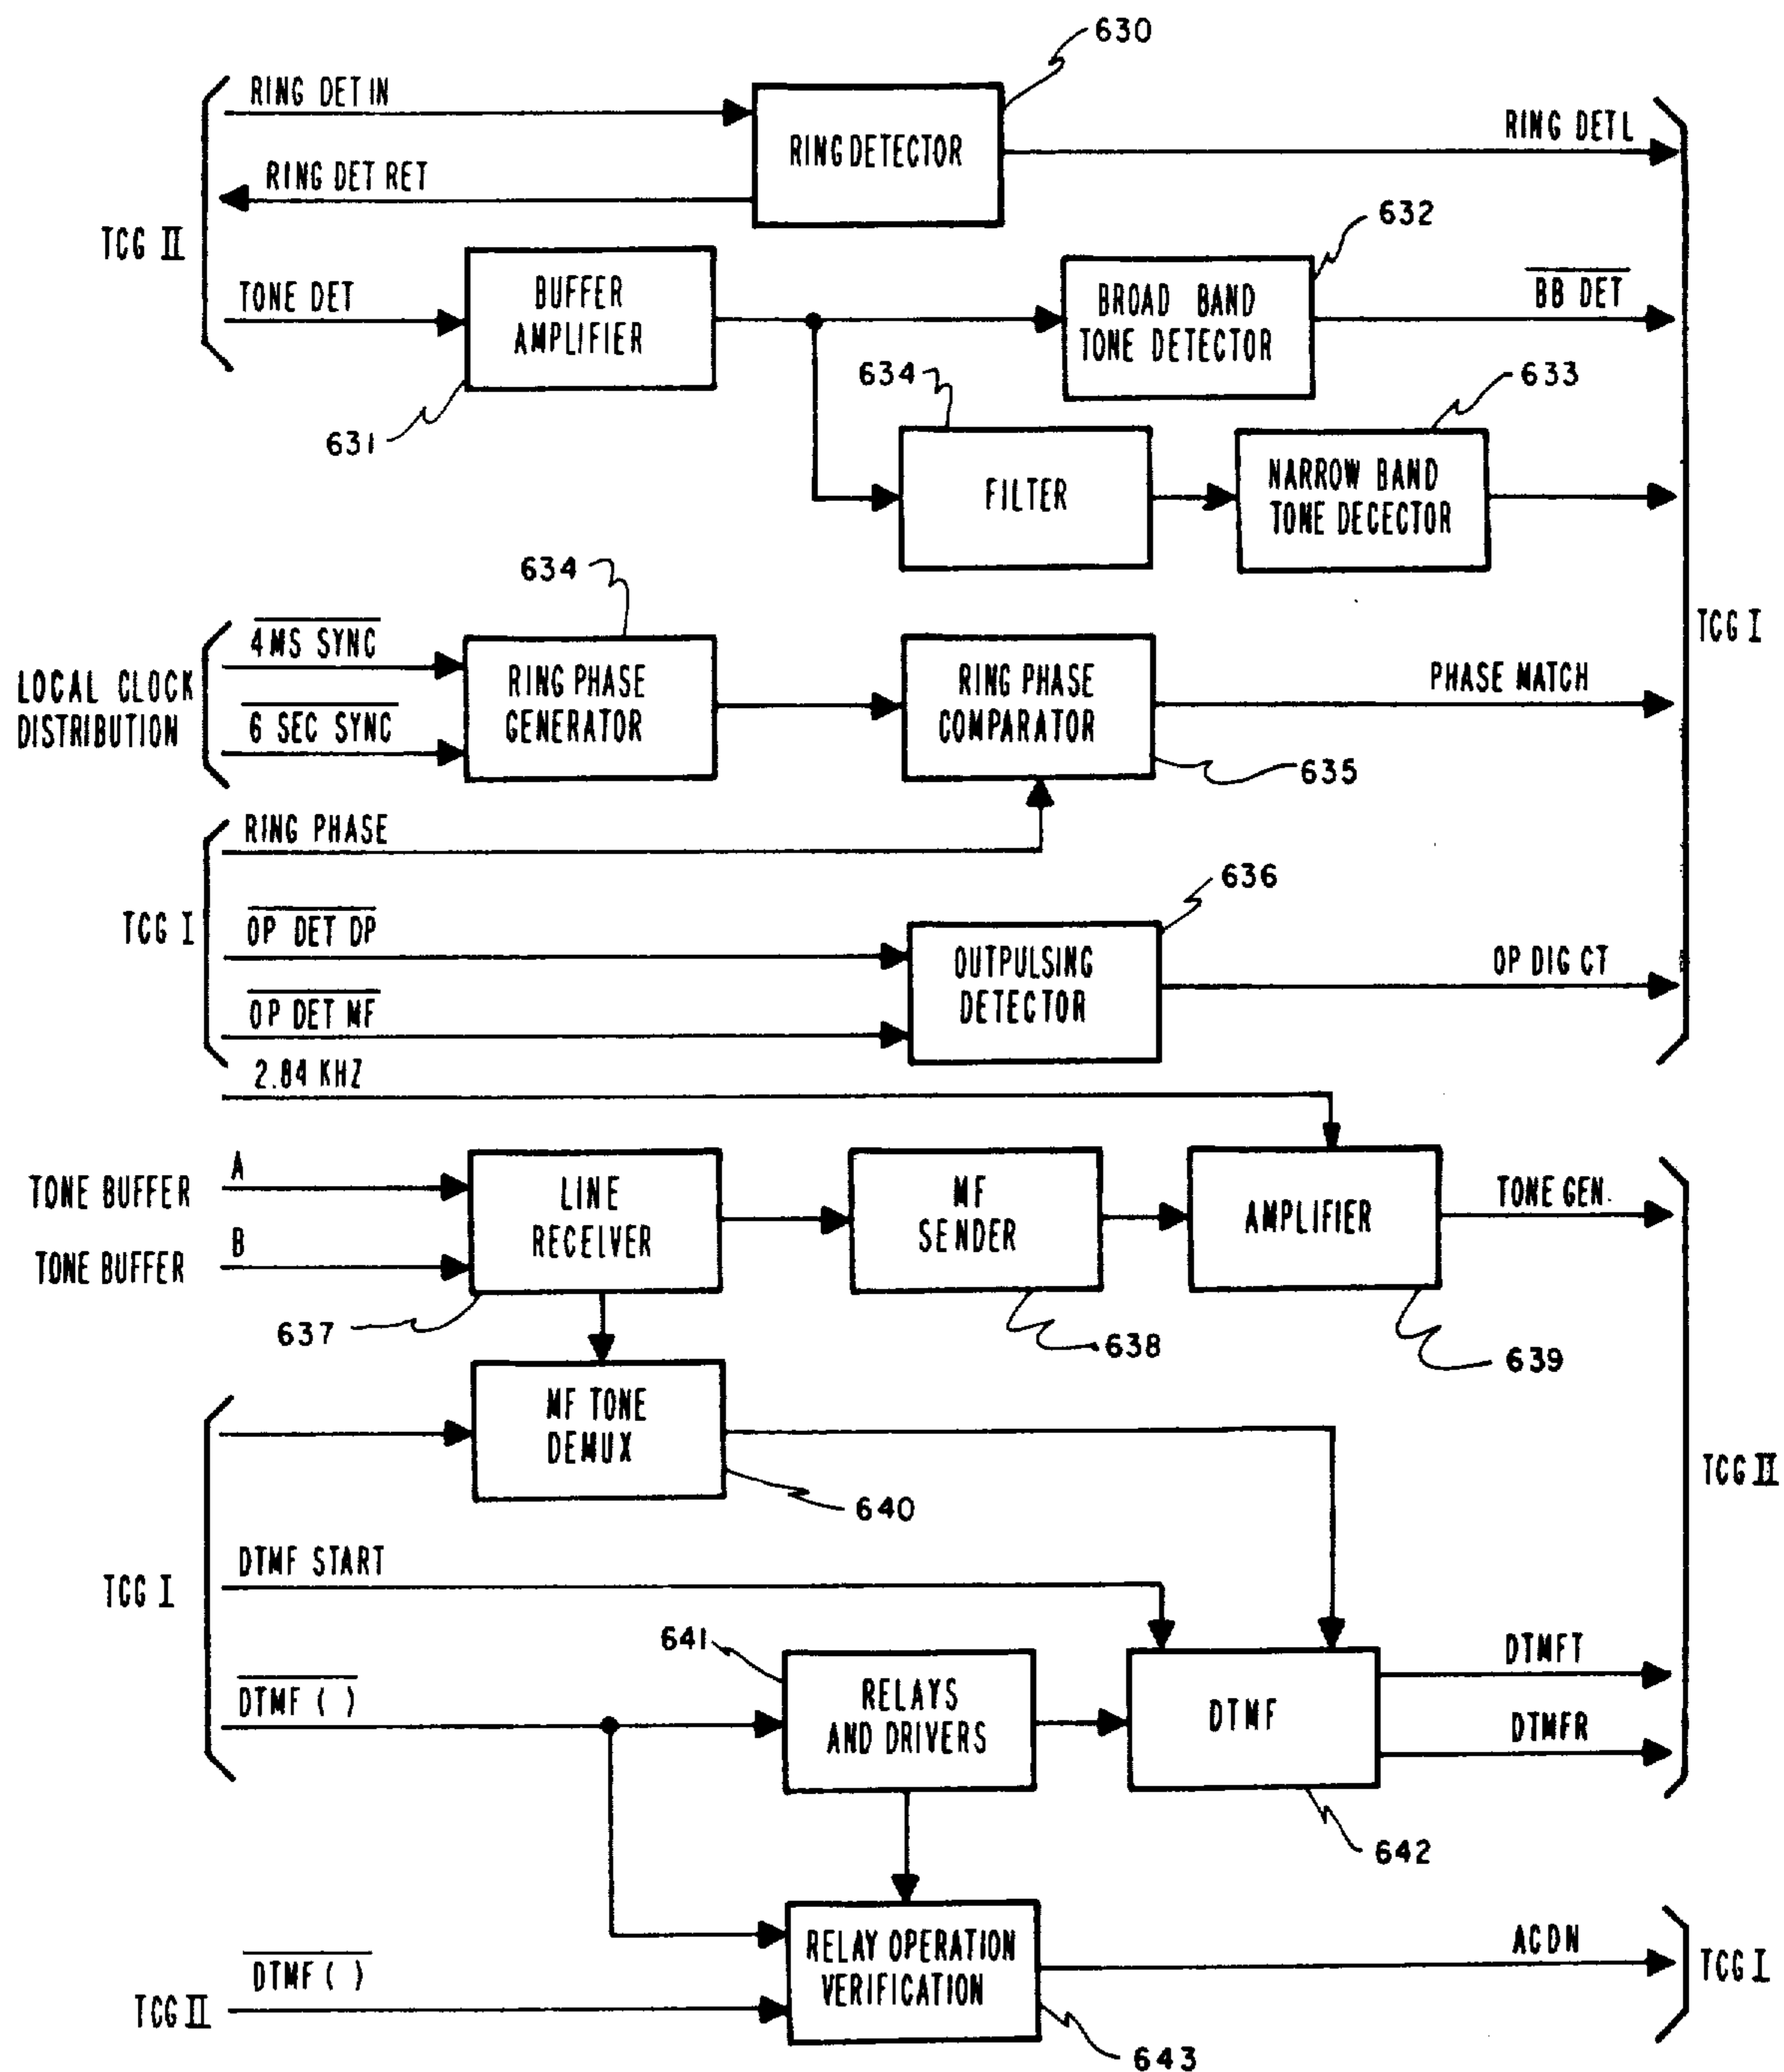 630
RING DET IN
RING DETECTOR
RING DET L
RING DET RET
TCG II
632
TONE DET
BUFFER
AMPLIFIER
BROAD BAND
TONE DETECTOR
BB DET
631
634
633
FILTER
NARROW BAND
TONE DECECTOR
634
TCG I
LOCAL CLOCK
DISTRIBUTION
4MS SYNC
6 SEC SYNC
RING PHASE
GENERATOR
RING PHASE
COMPARATOR
PHASE MATCH
635
RING PHASE
636
TCG I
OP DET DP
OP DET MF
OUTPULSING
DETECTOR
OP DIG CT
2.84 KHZ
TONE BUFFER A
TONE BUFFER B
LINE
RECEIVER
MF
SENDER
AMPLIFIER
TONE GEN.
637
638
639
MF TONE
DEMUX
640
TCG II
TCG I
DTMF START
641
DTMF ( )
RELAYS
AND DRIVERS
DTMF
DTMFT
DTMFR
642
RELAY OPERATION
VERIFICATION
ACDN
TCG I
DTMF ( )
TCG II
643